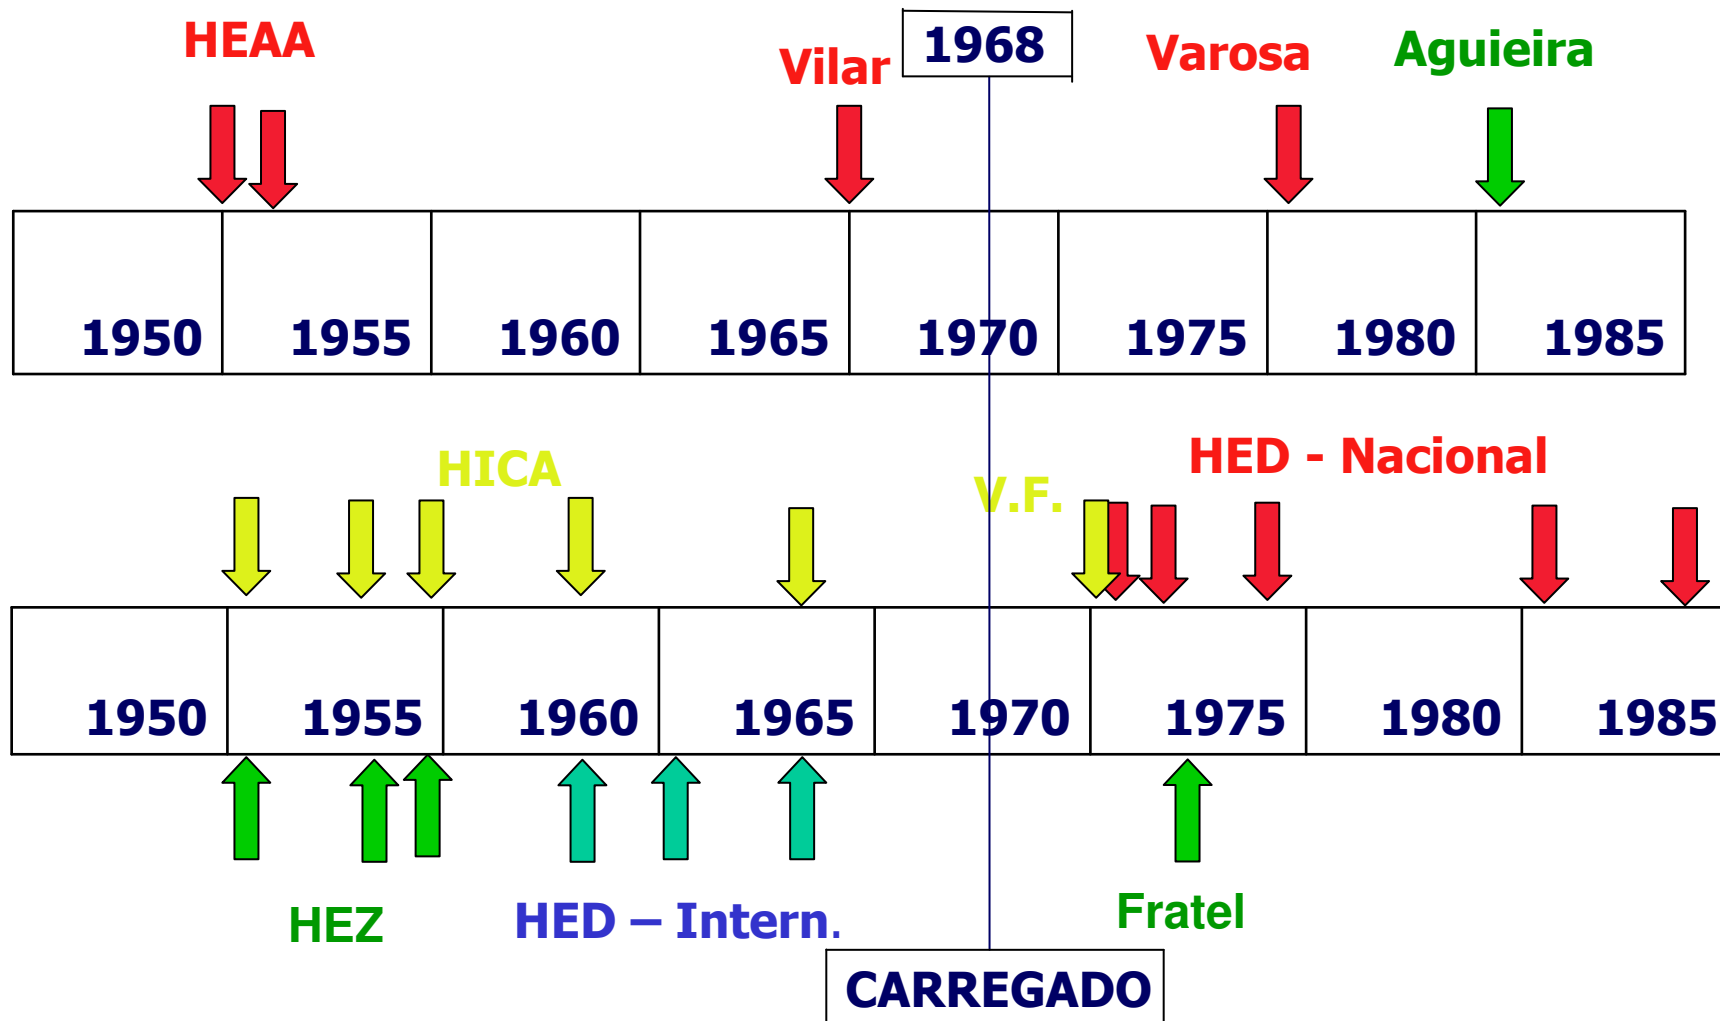 HEAA
Vilar
1968
Varosa
Aguieira
1950 1955 1960 1965 1970 1975 1980 1985
HICA
V.F.
HED - Nacional
1950 1955 1960 1965 1970 1975 1980 1985
HEZ
HED – Intern.
Fratel
CARREGADO